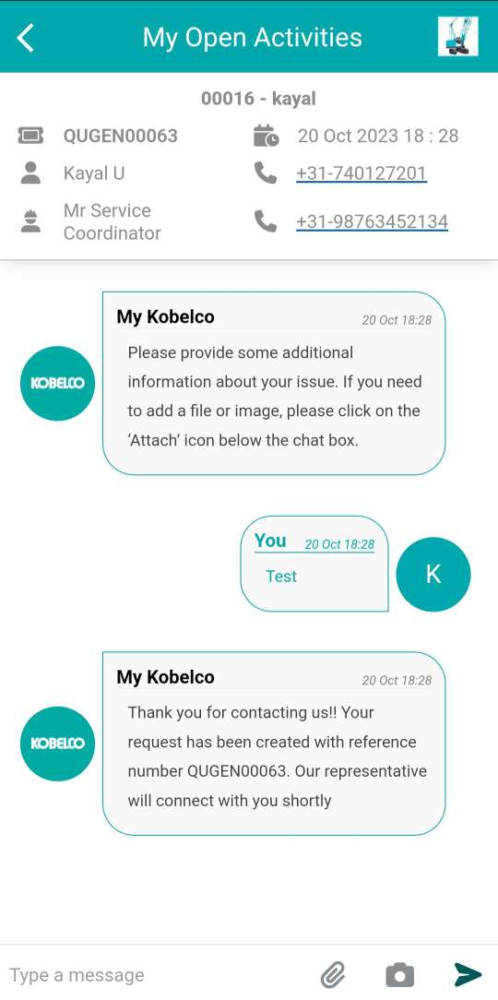 My Open Activities
00016 - kayal
QUGEN00063
20 Oct 2023 18 : 28
Kayal U
+31-740127201
Mr Service
Coordinator
+31-98763452134
My Kobelco
20 Oct 18:28
Please provide some additional
information about your issue. If you need
to add a file or image, please click on the
‘Attach’ icon below the chat box.
KOBELCO
You
20 Oct 18:28
Test
K
My Kobelco
20 Oct 18:28
Thank you for contacting us!! Your
request has been created with reference
number QUGEN00063. Our representative
will connect with you shortly
KOBELCO
Type a message